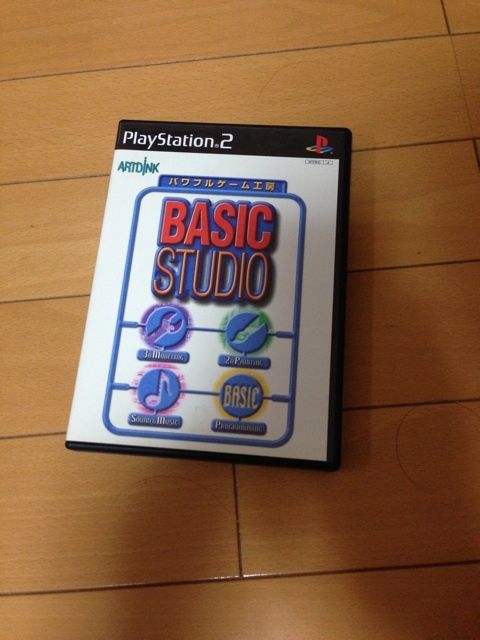 PlayStation®2
ARTDINK
パワフルゲーム工房
BASIC
STUDIO
3D MODELING
2D PAINTING
BASIC
SOUND & MUSIC
PROGRAMMING